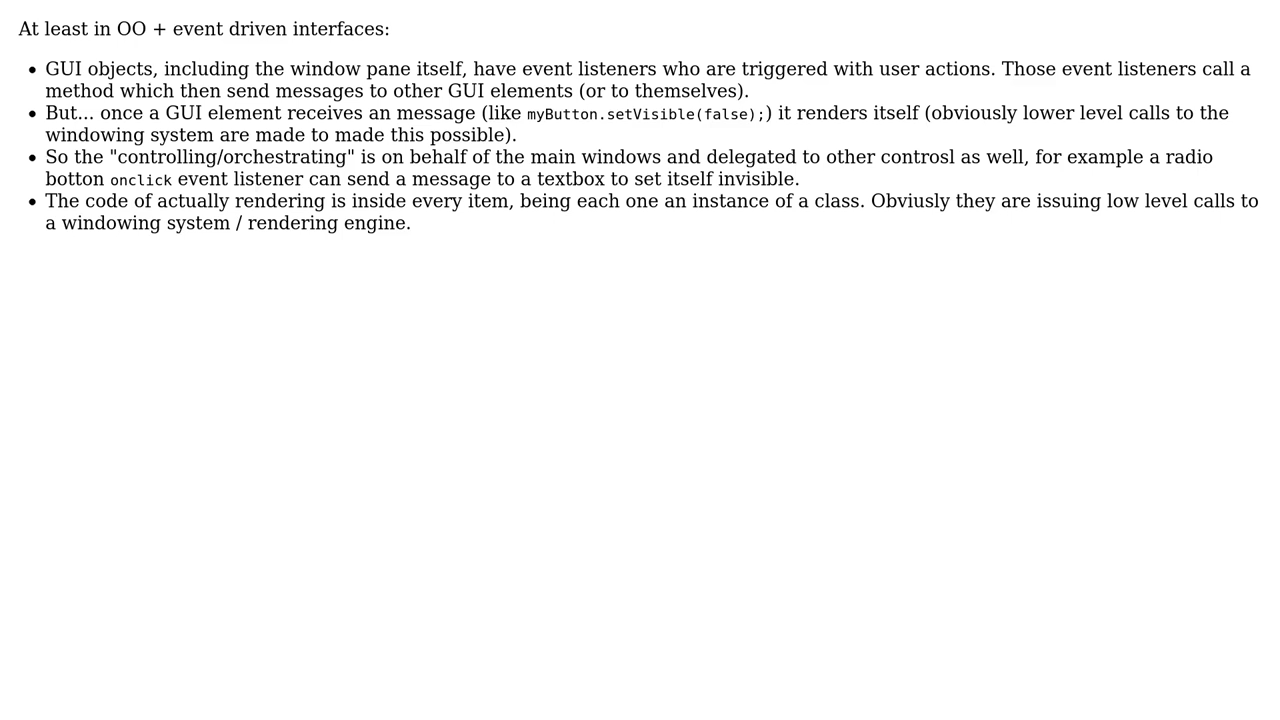 At least in OO + event driven interfaces:
• GUI objects, including the window pane itself, have event listeners who are triggered with user actions. Those event listeners call a
method which then send messages to other GUI elements (or to themselves).
• But... once a GUI element receives an message (like myButton.setVisible(false);) it renders itself (obviously lower level calls to the
windowing system are made to made this possible).
• So the "controlling/orchestrating" is on behalf of the main windows and delegated to other controsl as well, for example a radio
botton onclick event listener can send a message to a textbox to set itself invisible.
• The code of actually rendering is inside every item, being each one an instance of a class. Obviusly they are issuing low level calls to
a windowing system / rendering engine.